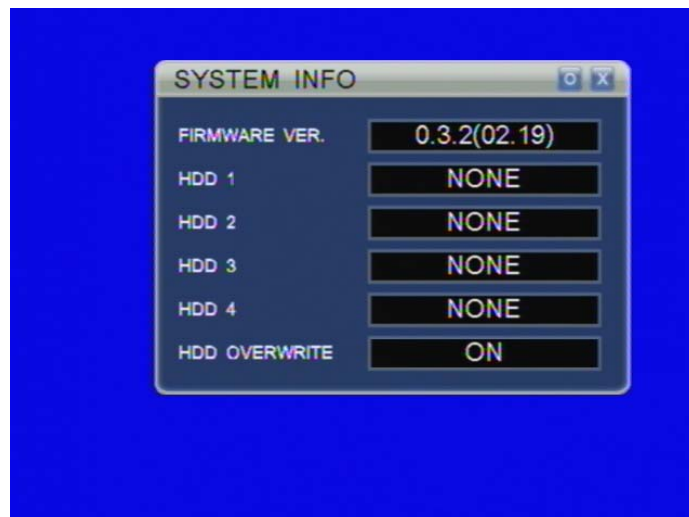 SYSTEM INFO O X
FIRMWARE VER. 0.3.2(02.19)
HDD 1 NONE
HDD 2 NONE
HDD 3 NONE
HDD 4 NONE
HDD OVERWRITE ON